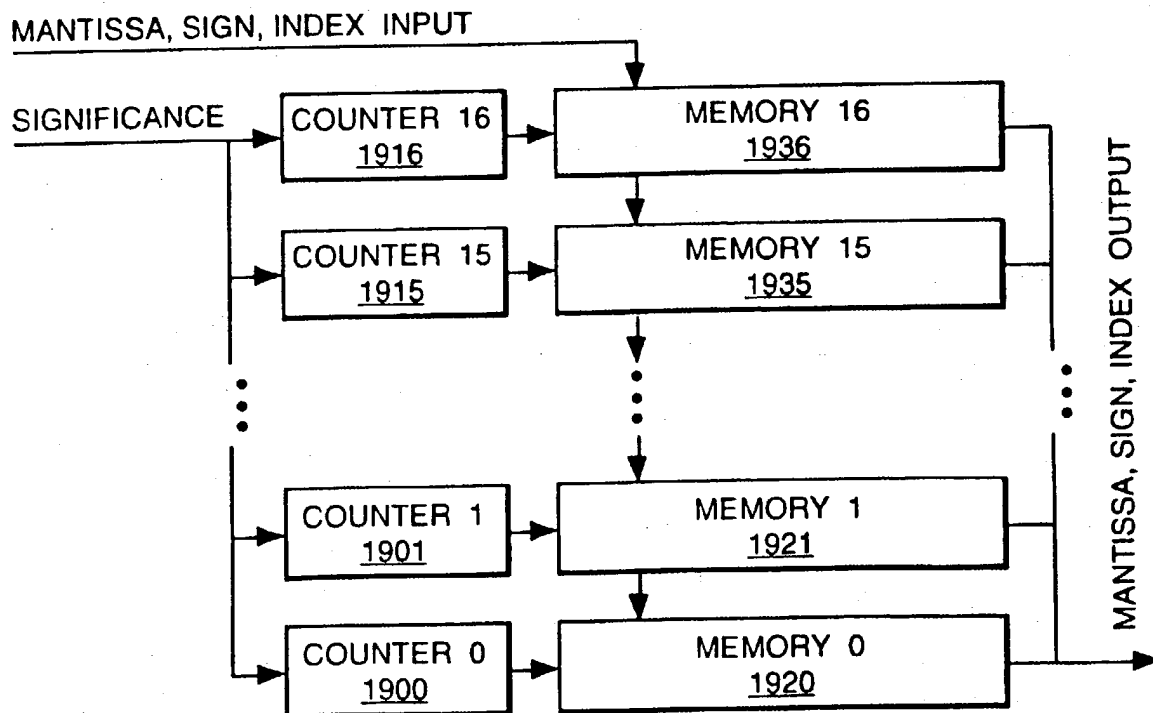 MANTISSA, SIGN, INDEX INPUT
SIGNIFICANCE
COUNTER 16
1916
MEMORY 16
1936
COUNTER 15
1915
MEMORY 15
1935
COUNTER 1
1901
MEMORY 1
1921
COUNTER 0
1900
MEMORY 0
1920
MANTISSA, SIGN, INDEX OUTPUT